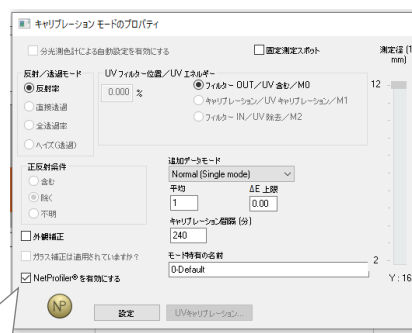 キャリブレーション モードのプロパティ
分光測色計による自動設定を有効にする
固定測定スポット
測定径 (1
mm)
反射／透過モード
反射率
直接透過
全透過率
ヘイズ(透過)
UV フィルター位置／UV エネルギー
0.000 %
フィルター OUT／UV 含む／M0
キャリブレーション／UV キャリブレーション／M1
フィルター IN／UV 除去／M2
12
正反射条件
含む
除く
不明
追加データモード
Normal (Single mode)
平均
ΔE 上限
1
0.00
キャリブレーション間隔 (分)
240
外観補正
ガラス補正は適用されていますか？
モード特有の名前
0-Default
2
Y : 16
NetProfiler®を有効にする
NP
設定
UVキャリブレーション...